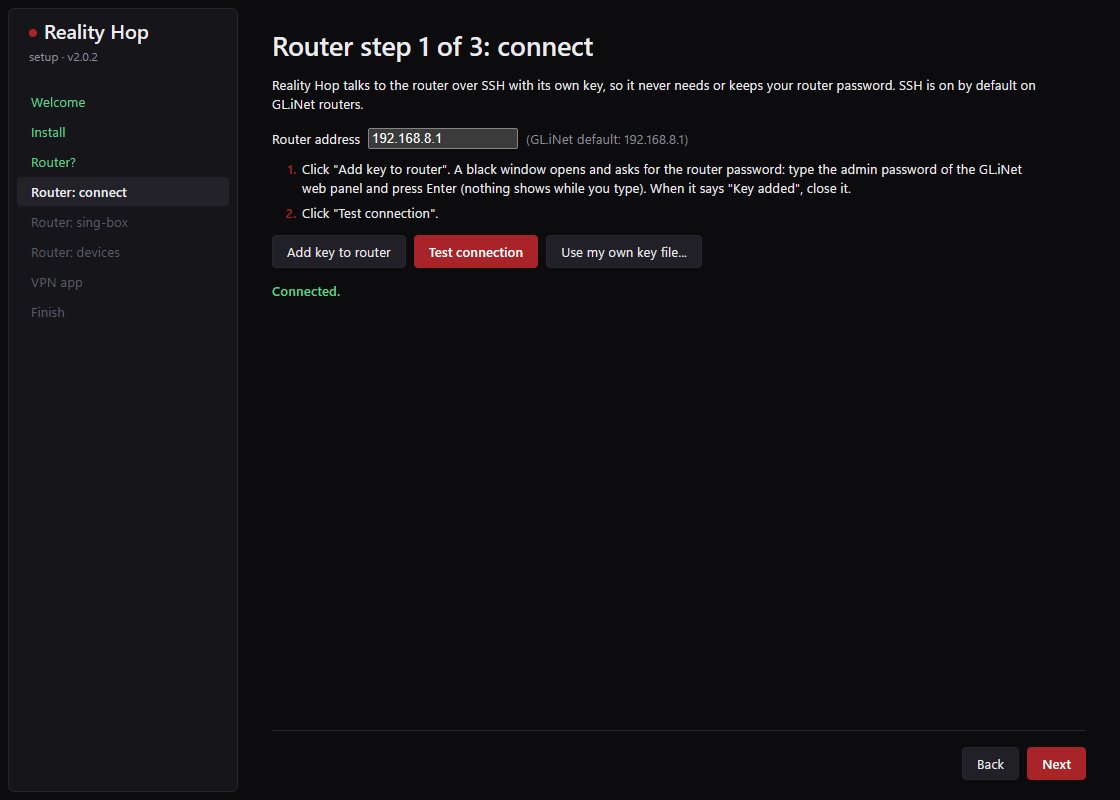 Reality Hop
setup · v2.0.2
Welcome
Install
Router?
Router: connect
Router: sing-box
Router: devices
VPN app
Finish
Router step 1 of 3: connect
Reality Hop talks to the router over SSH with its own key, so it never needs or keeps your router password. SSH is on by default on
GL.iNet routers.
Router address 192.168.8.1 (GL.iNet default: 192.168.8.1)
1. Click "Add key to router". A black window opens and asks for the router password: type the admin password of the GL.iNet
web panel and press Enter (nothing shows while you type). When it says "Key added", close it.
2. Click "Test connection".
Add key to router Test connection Use my own key file...
Connected.
Back Next